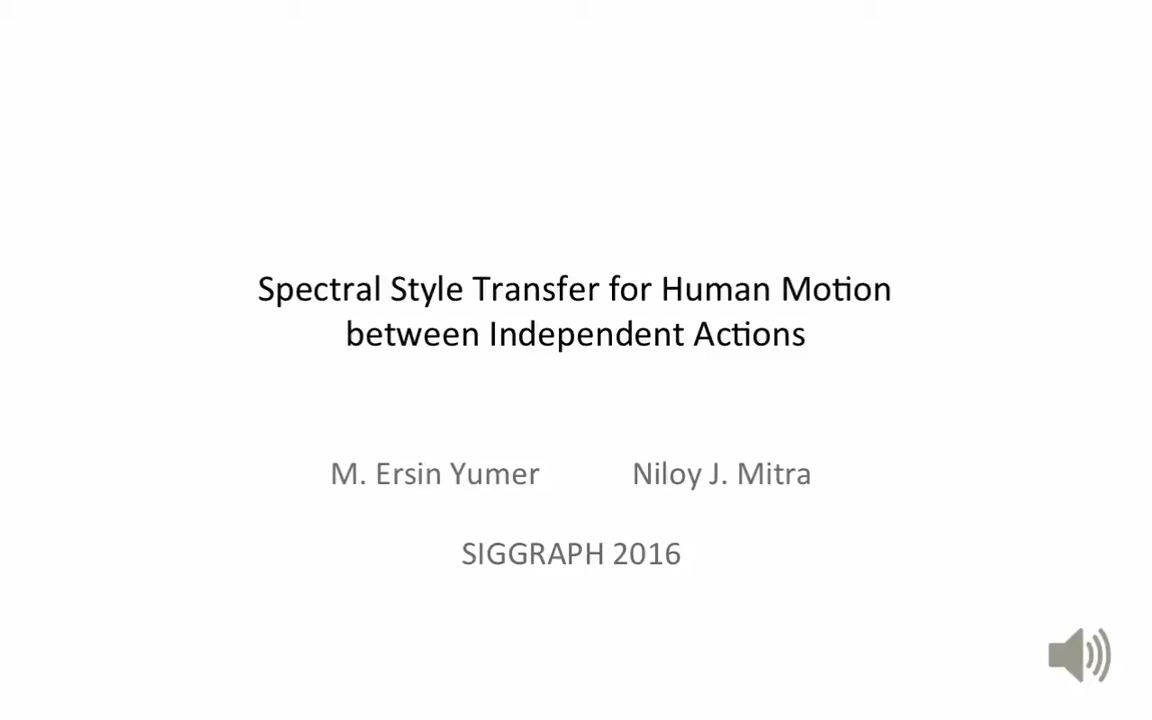 Spectral Style Transfer for Human Motion
between Independent Actions
M. Ersin Yumer Niloy J. Mitra
SIGGRAPH 2016